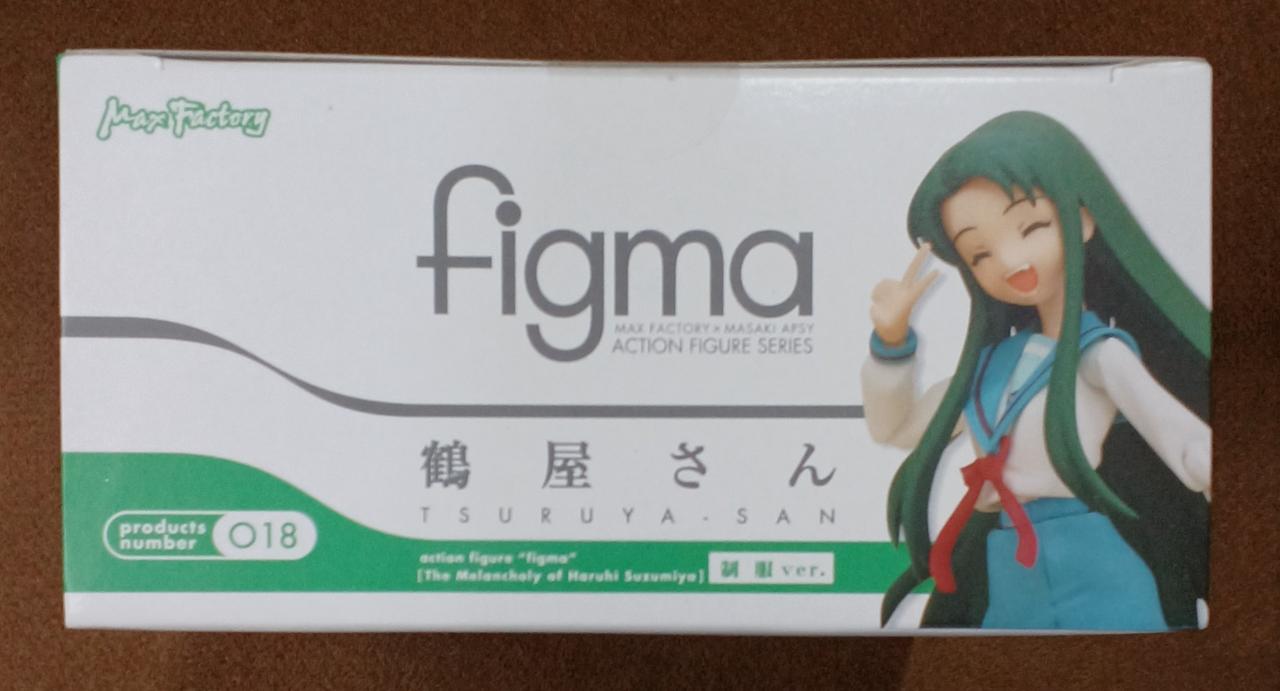 Max Factory
figma
MAX FACTORY × MASAKI APSY
ACTION FIGURE SERIES
鶴屋さん
TSURUYA-SAN
products
number
018
action figure "figma"
[The Melancholy of Haruhi Suzumiya]
制服 ver.